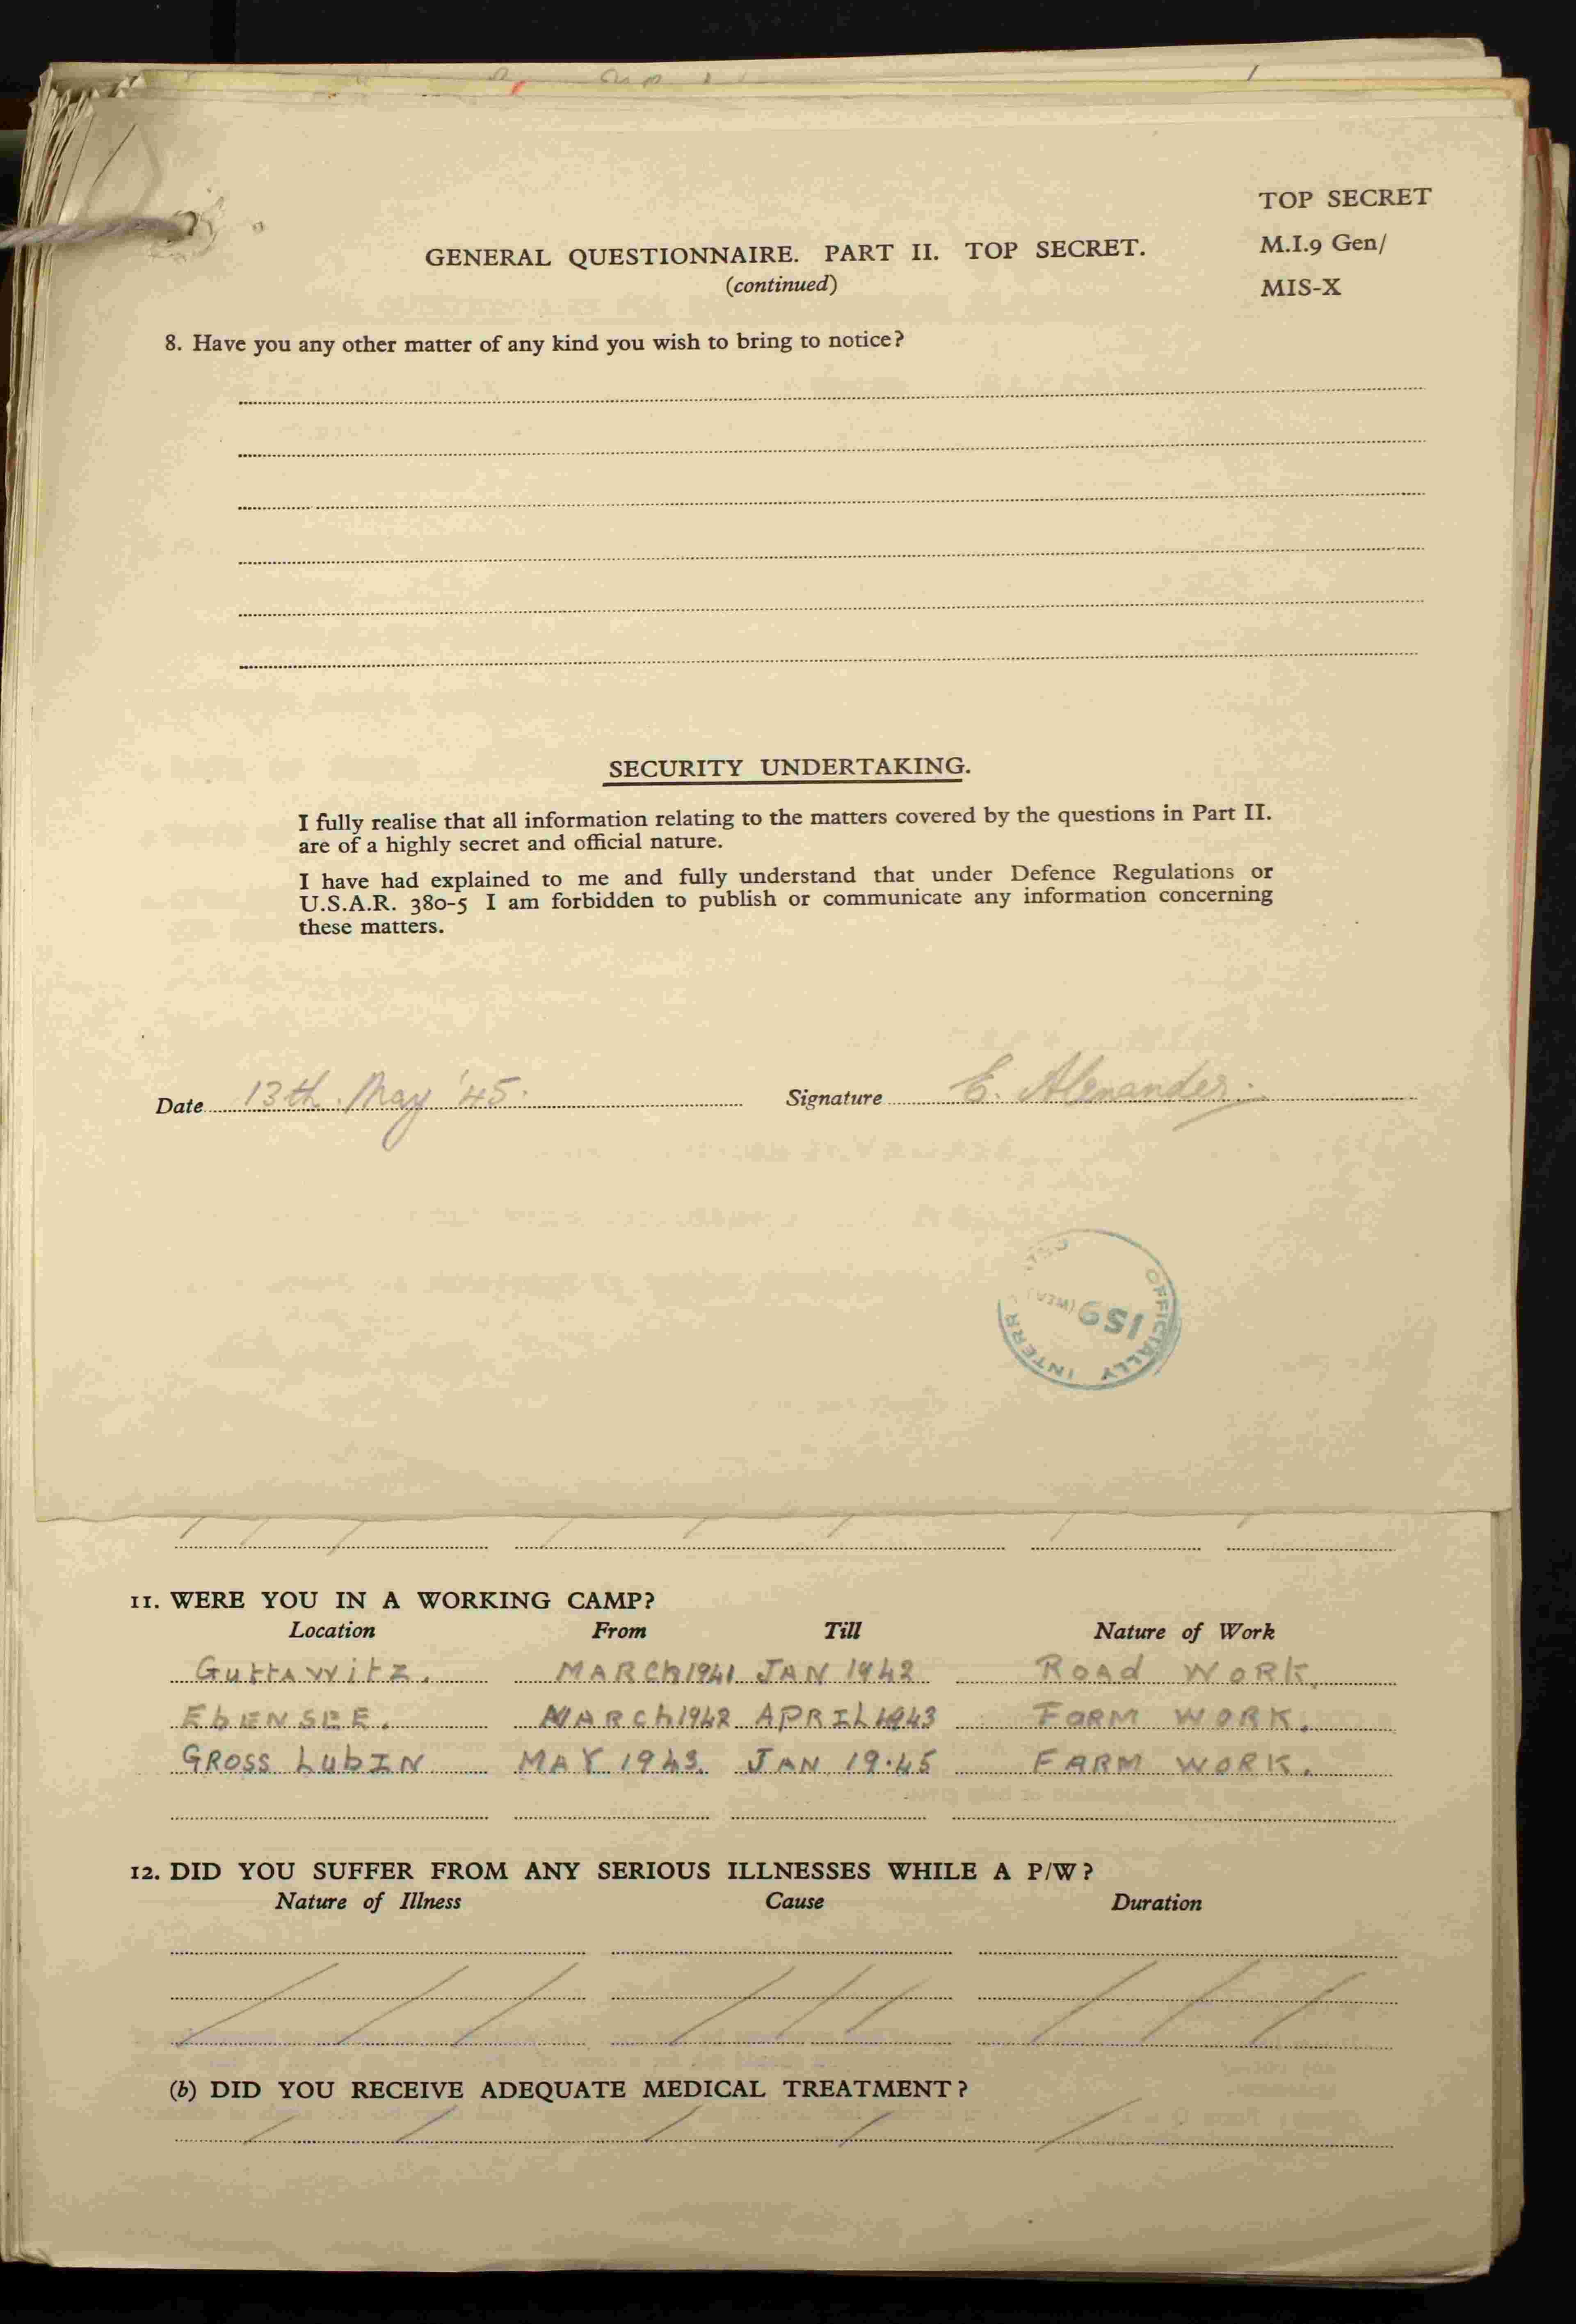 TOP SECRET
GENERAL QUESTIONNAIRE. PART II. TOP SECRET.
M.I.9 Gen/
(continued)
MIS-X
8. Have you any other matter of any kind you wish to bring to notice?
SECURITY UNDERTAKING.
I fully realise that all information relating to the matters covered by the questions in Part II.
are of a highly secret and official nature.
I have had explained to me and fully understand that under Defence Regulations or
U.S.A.R. 380-5 I am forbidden to publish or communicate any information concerning
these matters.
Date 13th. May '45. Signature E. Alexander.
OFFICIALLY INTERR
IS9 (WEA)
11. WERE YOU IN A WORKING CAMP?
Location From Till Nature of Work
MARCH 1941 JAN 1942 ROAD WORK.
EbENSEE. MARCh 1942 APRIL 1943 FARM WORK.
GROSS LubIN MAY 1943. JAN 19.45 FARM WORK.
12. DID YOU SUFFER FROM ANY SERIOUS ILLNESSES WHILE A P/W?
Nature of Illness Cause Duration
(b) DID YOU RECEIVE ADEQUATE MEDICAL TREATMENT?